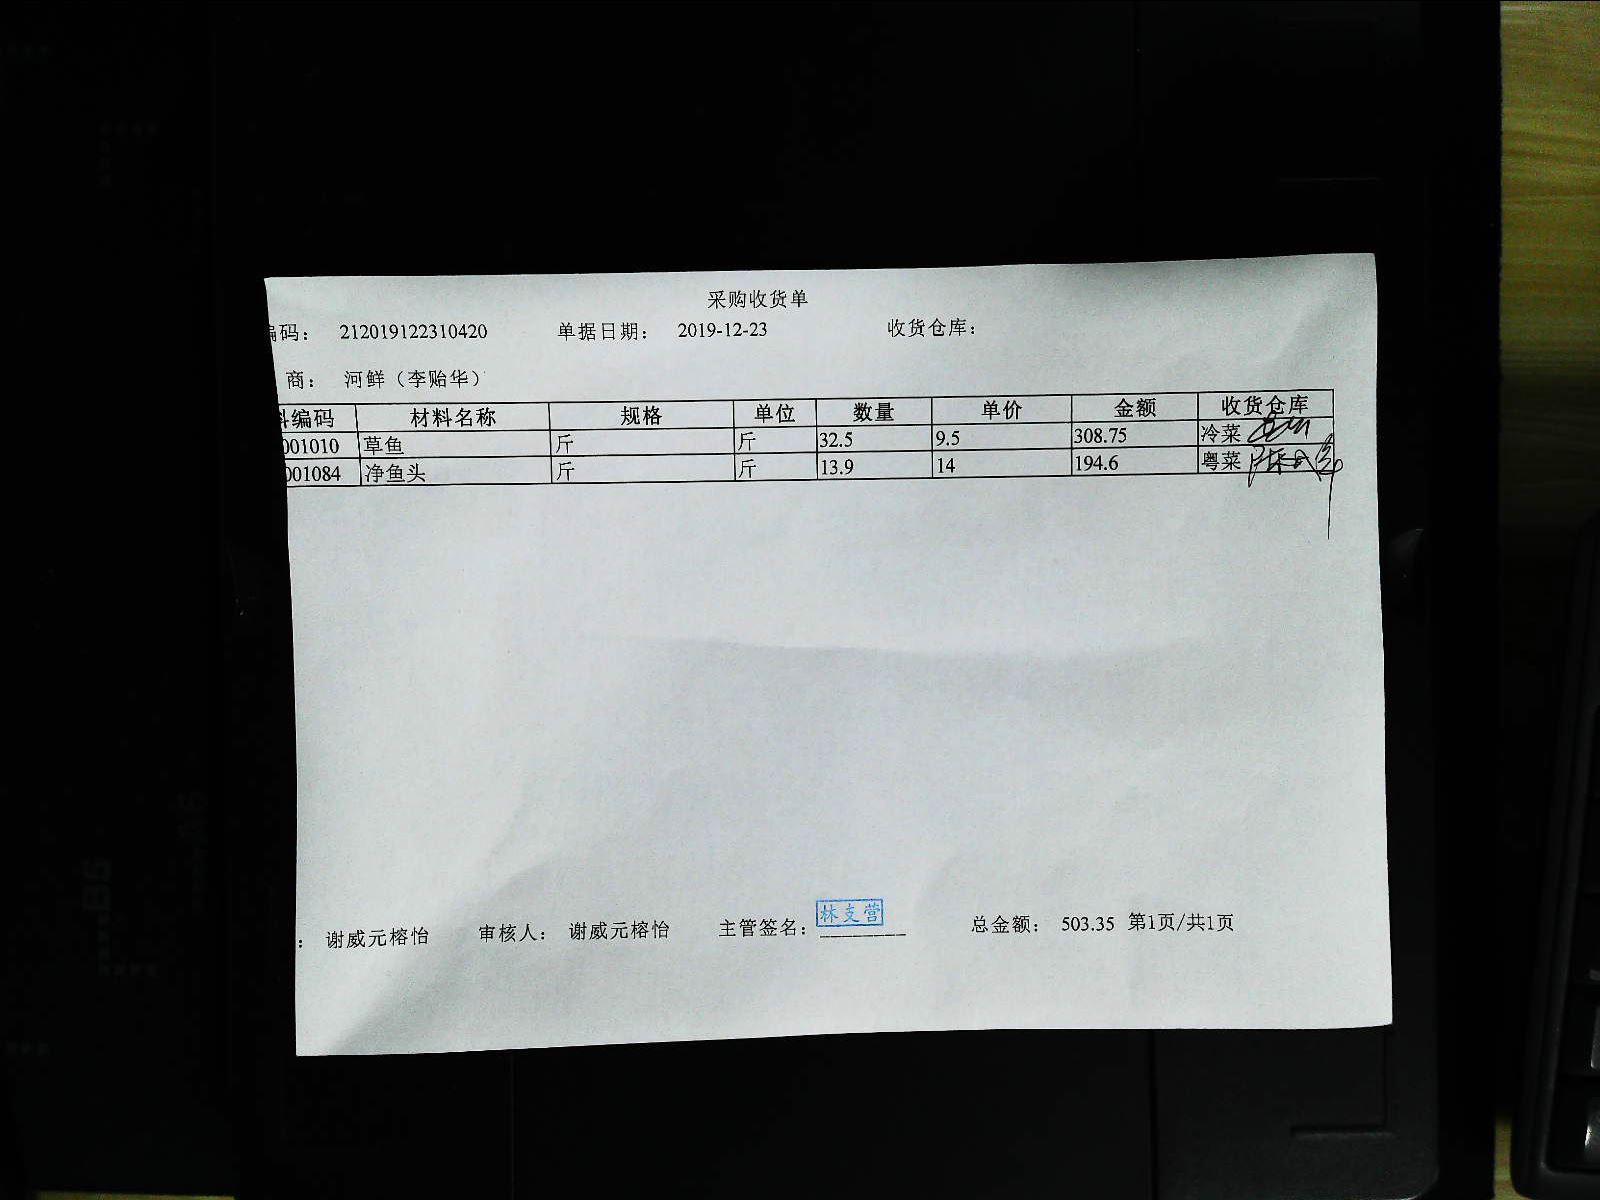 采购收货单
编码： 212019122310420 单据日期： 2019-12-23 收货仓库：
商： 河鲜（李贻华）
料编码 材料名称 规格 单位 数量 单价 金额 收货仓库
001010 草鱼 斤 斤 32.5 9.5 308.75 冷菜
001084 净鱼头 斤 斤 13.9 14 194.6 粤菜
： 谢威元榕怡 审核人： 谢威元榕怡 主管签名： 林支营 总金额： 503.35 第1页/共1页